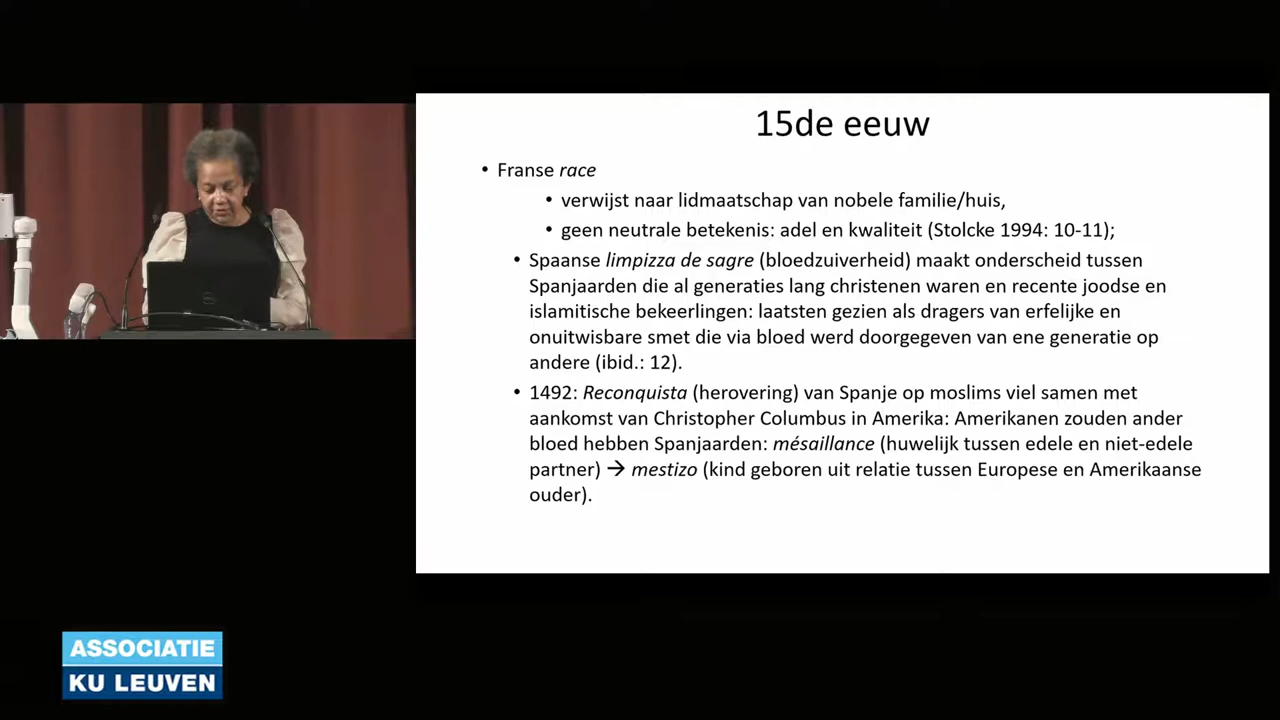 15de eeuw
• Franse race
• verwijst naar lidmaatschap van nobele familie/huis,
• geen neutrale betekenis: adel en kwaliteit (Stolcke 1994: 10-11);
• Spaanse limpizza de sagre (bloedzuiverheid) maakt onderscheid tussen
Spanjaarden die al generaties lang christenen waren en recente joodse en
islamitische bekeerlingen: laatsten gezien als dragers van erfelijke en
onuitwisbare smet die via bloed werd doorgegeven van ene generatie op
andere (ibid.: 12).
• 1492: Reconquista (herovering) van Spanje op moslims viel samen met
aankomst van Christopher Columbus in Amerika: Amerikanen zouden ander
bloed hebben Spanjaarden: mésaillance (huwelijk tussen edele en niet-edele
partner) → mestizo (kind geboren uit relatie tussen Europese en Amerikaanse
ouder).
ASSOCIATIE
KU LEUVEN